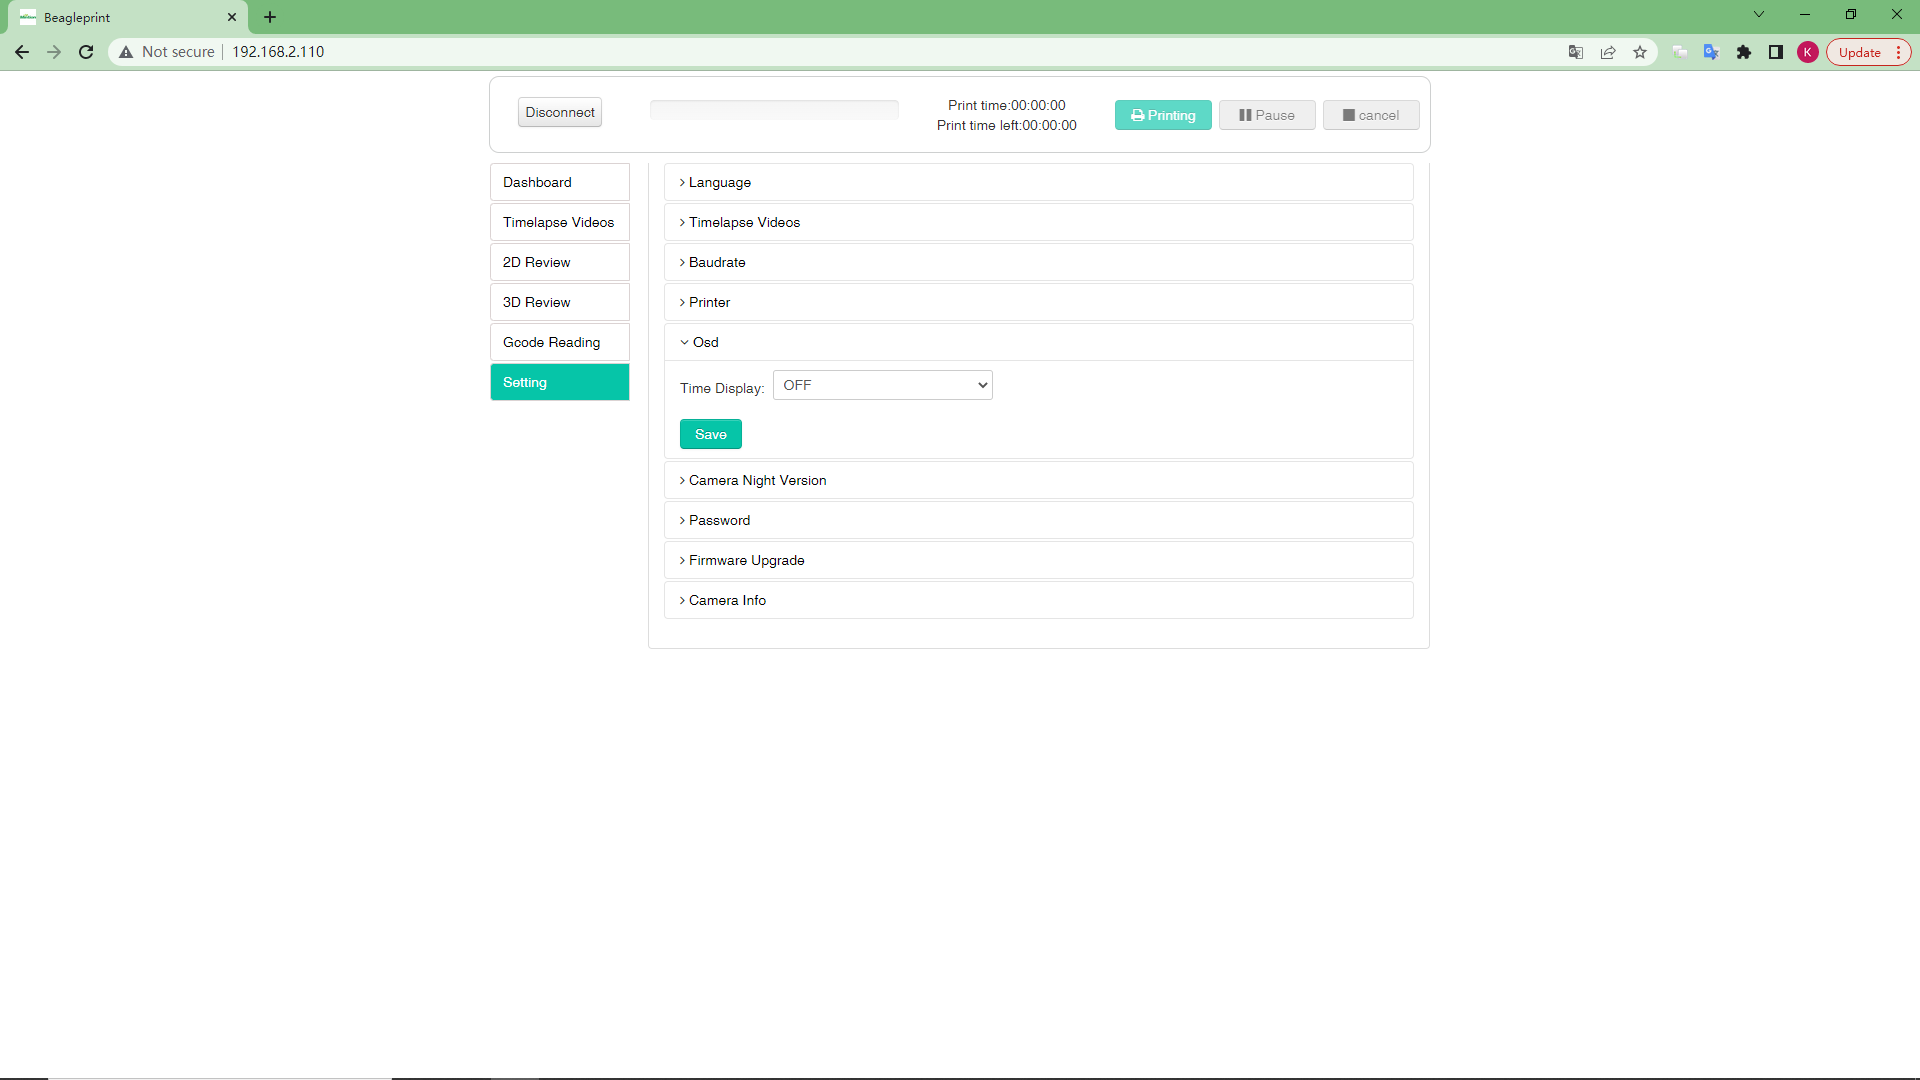 Beagleprint
Not secure
192.168.2.110
K
Update
Disconnect
Print time:00:00:00
Print time left:00:00:00
Printing
Pause
cancel
Dashboard
Timelapse Videos
2D Review
3D Review
Gcode Reading
Setting
Language
Timelapse Videos
Baudrate
Printer
Osd
Time Display:
OFF
Save
Camera Night Version
Password
Firmware Upgrade
Camera Info